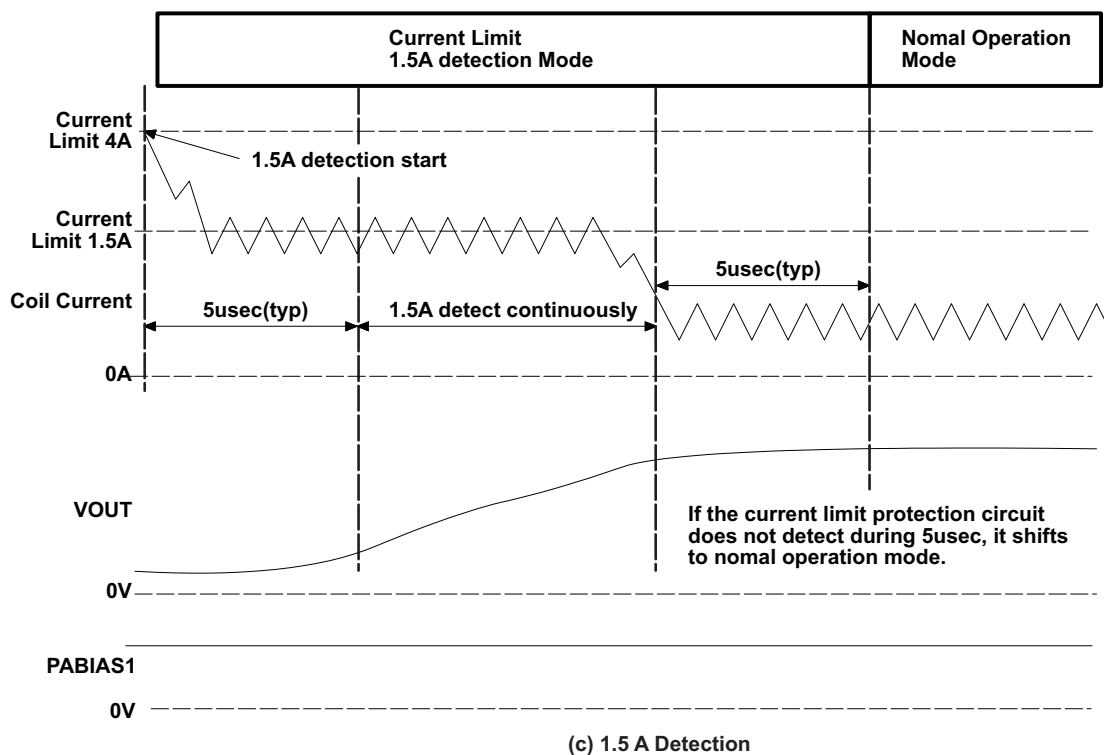 Current Limit
1.5A detection Mode
Nomal Operation
Mode
Current
Limit 4A
1.5A detection start
Current
Limit 1.5A
5usec(typ)
Coil Current
5usec(typ)
1.5A detect continuously
0A
VOUT
If the current limit protection circuit
does not detect during 5usec, it shifts
to nomal operation mode.
0V
PABIAS1
0V
(c) 1.5 A Detection